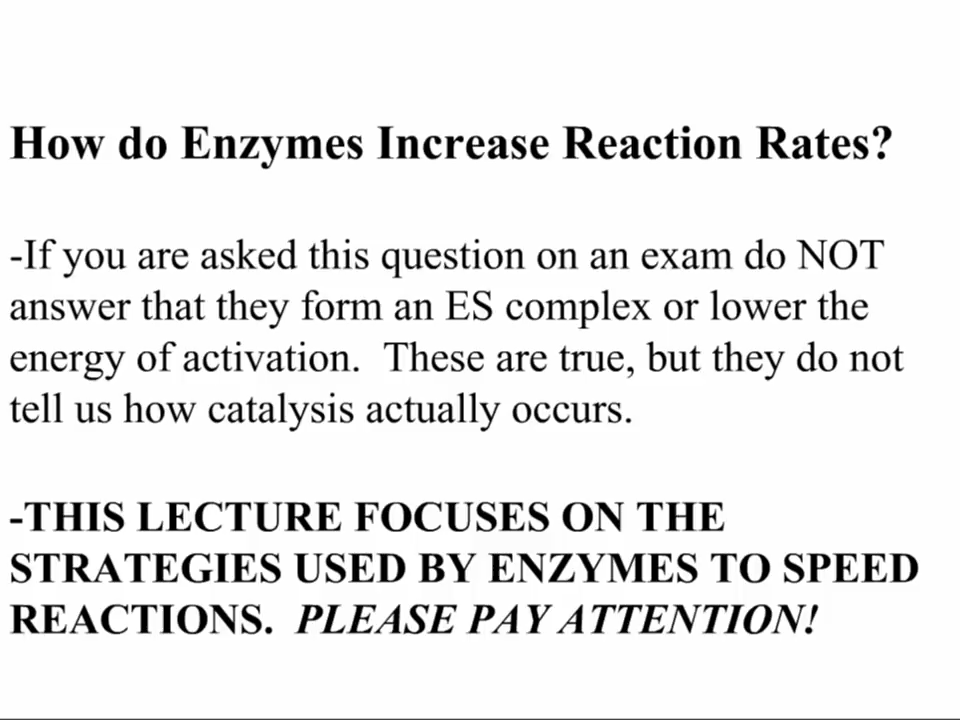 How do Enzymes Increase Reaction Rates?
-If you are asked this question on an exam do NOT
answer that they form an ES complex or lower the
energy of activation.  These are true, but they do not
tell us how catalysis actually occurs.
-THIS LECTURE FOCUSES ON THE
STRATEGIES USED BY ENZYMES TO SPEED
REACTIONS.  PLEASE PAY ATTENTION!